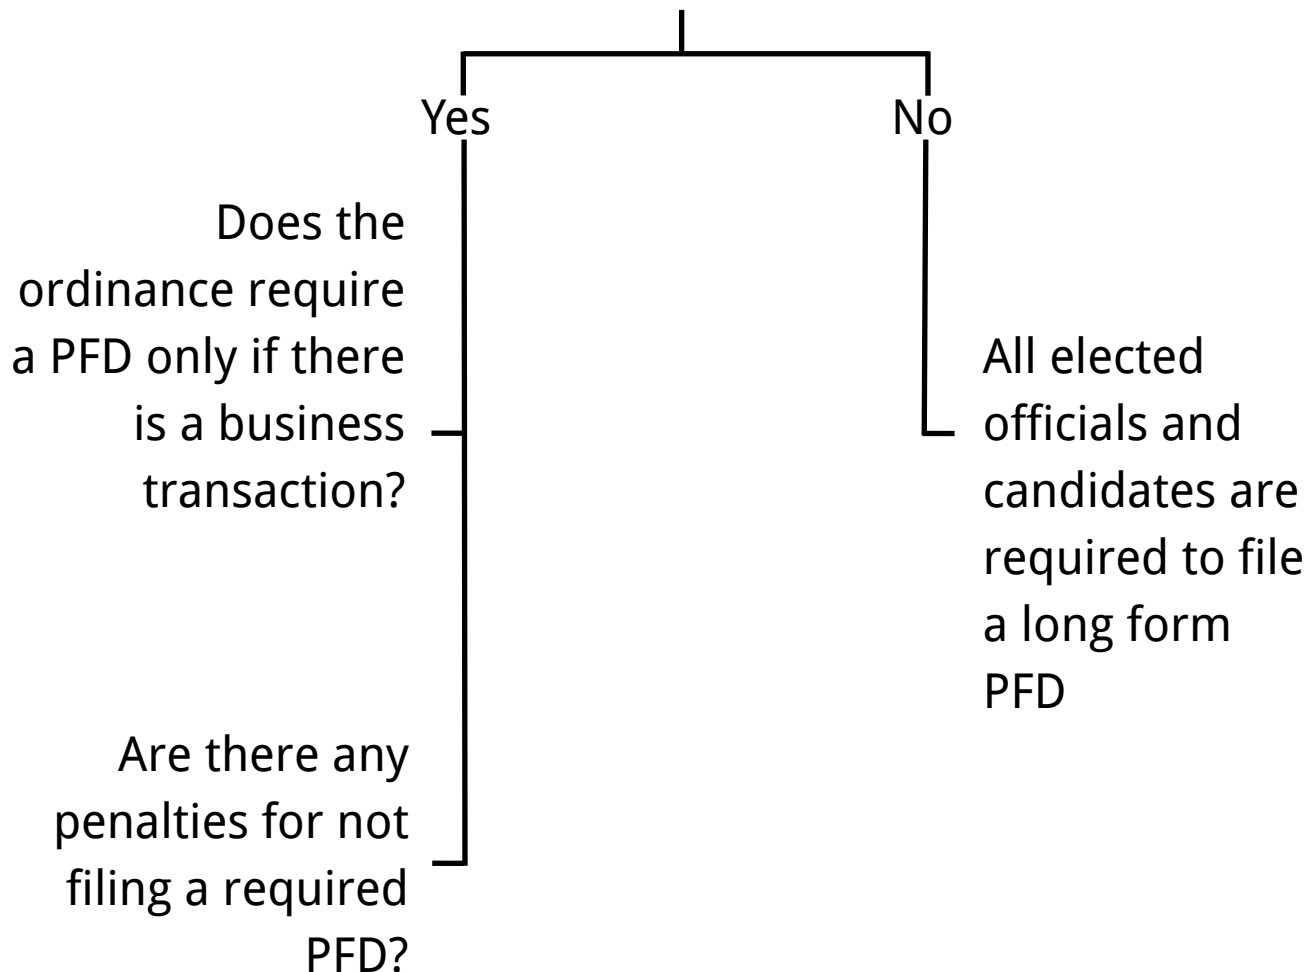 Yes
No
Does the
ordinance require
a PFD only if there
is a business
transaction?
All elected
officials and
candidates are
required to file
a long form
PFD
Are there any
penalties for not
filing a required
PFD?